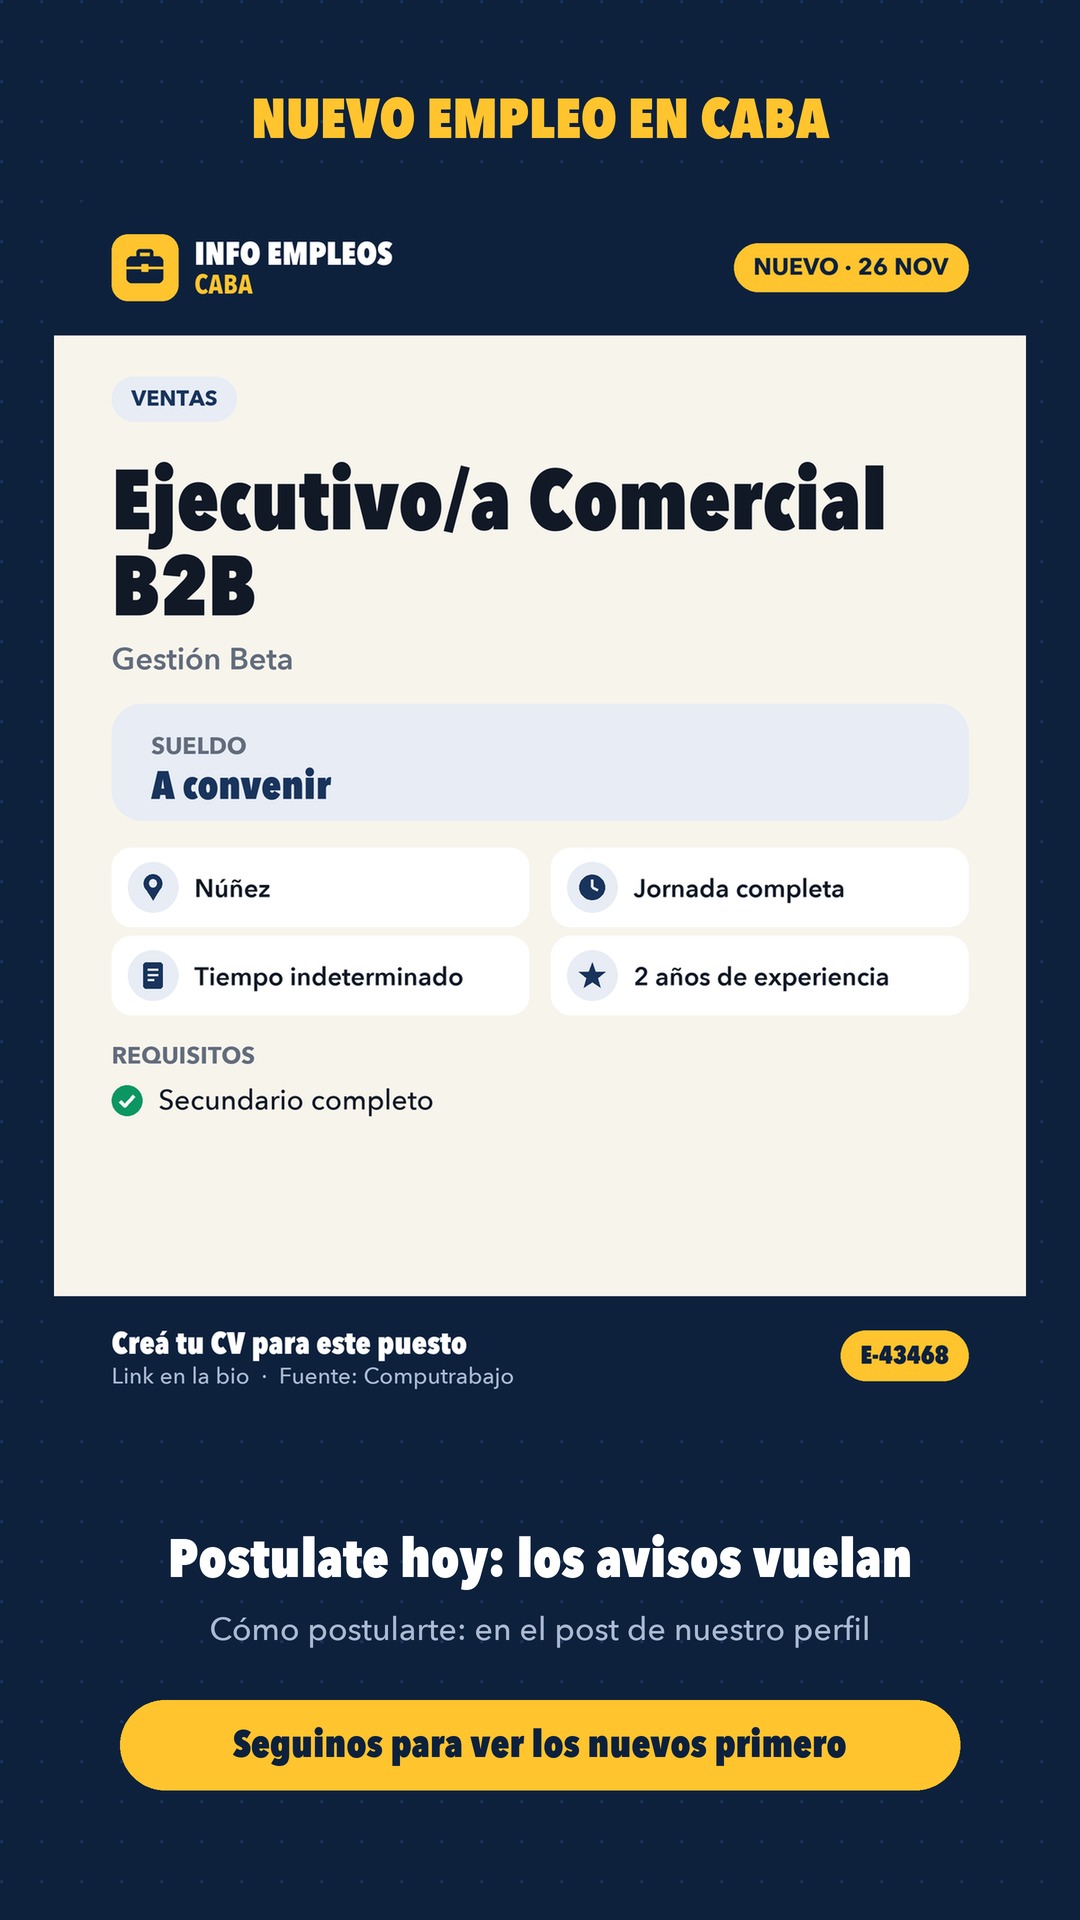 NUEVO EMPLEO EN CABA
INFO EMPLEOS
CABA
NUEVO · 26 NOV
VENTAS
Ejecutivo/a Comercial
B2B
Gestión Beta
SUELDO
A convenir
Núñez
Jornada completa
Tiempo indeterminado
2 años de experiencia
REQUISITOS
Secundario completo
Creá tu CV para este puesto
Link en la bio · Fuente: Computrabajo
E-43468
Postulate hoy: los avisos vuelan
Cómo postularte: en el post de nuestro perfil
Seguinos para ver los nuevos primero